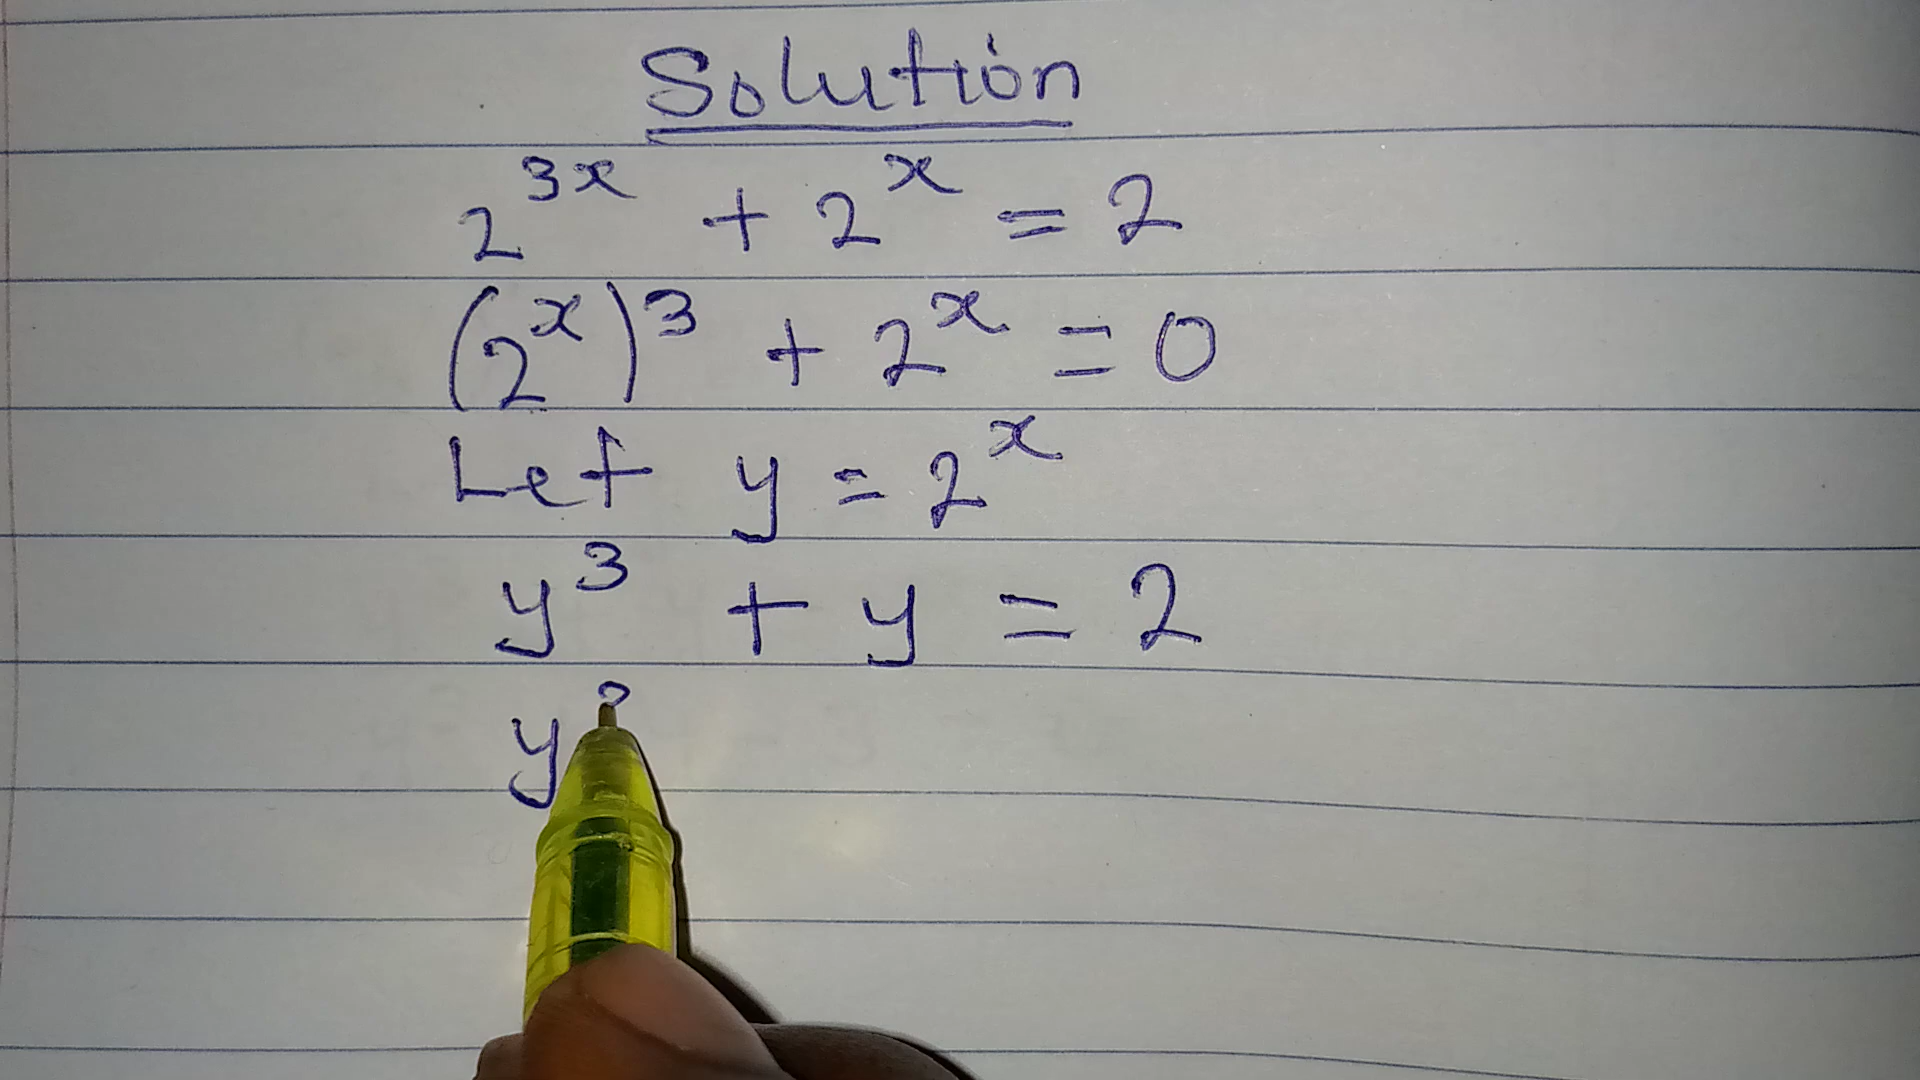 Solution
2^{3x} + 2^x = 2
(2^x)^3 + 2^x = 0
Let y = 2^x
y^3 + y = 2
y